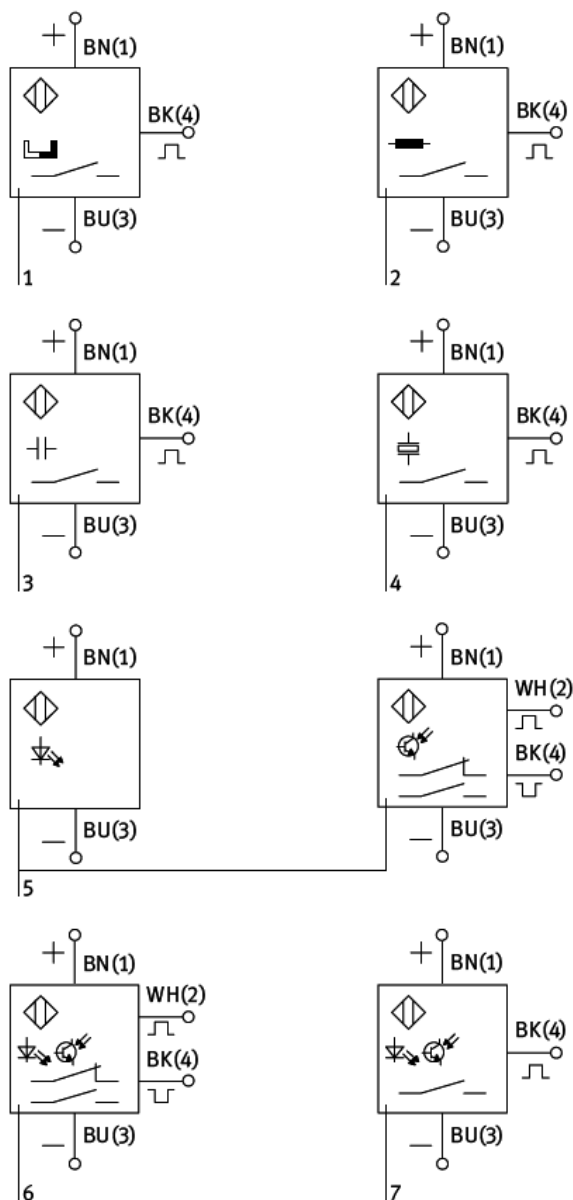 + BN(1) + BN(1)
BK(4) BK(4)
— BU(3) — BU(3)
1 2
+ BN(1) + BN(1)
BK(4) BK(4)
— BU(3) — BU(3)
3 4
+ BN(1) + BN(1)
WH(2)
BK(4)
— BU(3) — BU(3)
5
+ BN(1) + BN(1)
WH(2)
BK(4) BK(4)
— BU(3) — BU(3)
6 7